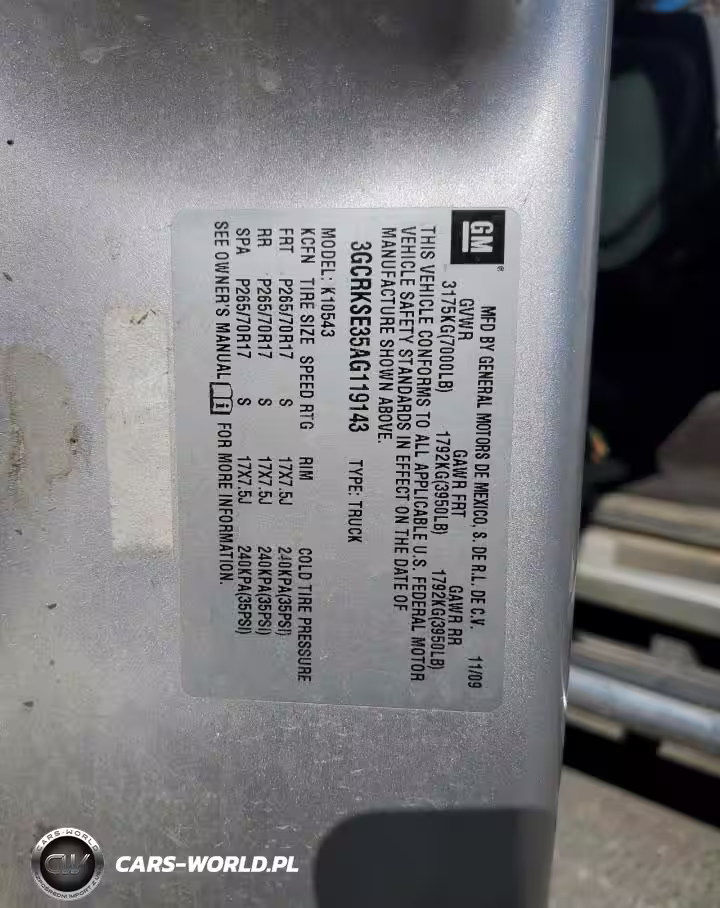 GM
MFD BY GENERAL MOTORS DE MEXICO, S. DE R.L. DE C.V. 11/09
GVWR GAWR FRT GAWR RR
3175KG(7000LB) 1792KG(3950LB) 1792KG(3950LB)
THIS VEHICLE CONFORMS TO ALL APPLICABLE U.S. FEDERAL MOTOR
VEHICLE SAFETY STANDARDS IN EFFECT ON THE DATE OF
MANUFACTURE SHOWN ABOVE.
3GCRKSE35AG119143 TYPE: TRUCK
MODEL: K10543
KCFN TIRE SIZE SPEED RTG RIM COLD TIRE PRESSURE
FRT P265/70R17 S 17X7.5J 240KPA(35PSI)
RR P265/70R17 S 17X7.5J 240KPA(35PSI)
SPA P265/70R17 S 17X7.5J 240KPA(35PSI)
SEE OWNER'S MANUAL i FOR MORE INFORMATION.
CARS-WORLD
CW
CARS-WORLD.PL